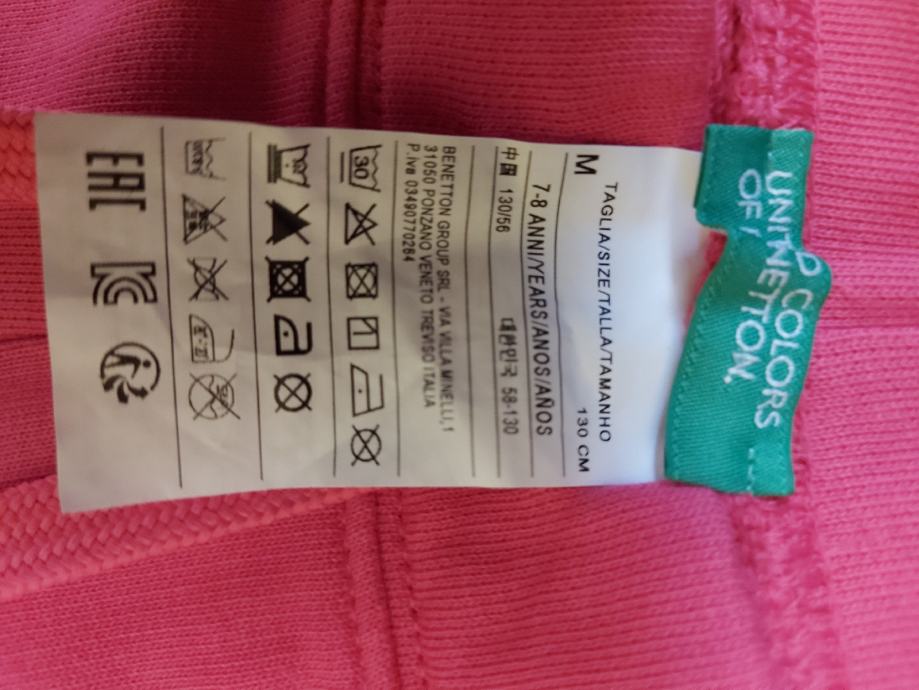 UNI COLORS
OF NETTON.
TAGLIA/SIZE/TALLA/TAMANHO
M 130 CM
7-8 ANNI/YEARS/ANOS/AÑOS
中国 130/56 대한민국 58-130
BENETTON GROUP SRL - VIA VILLA MINELLI,1
31050 PONZANO VENETO TREVISO ITALIA
P.iva 03490770264
30
EAC